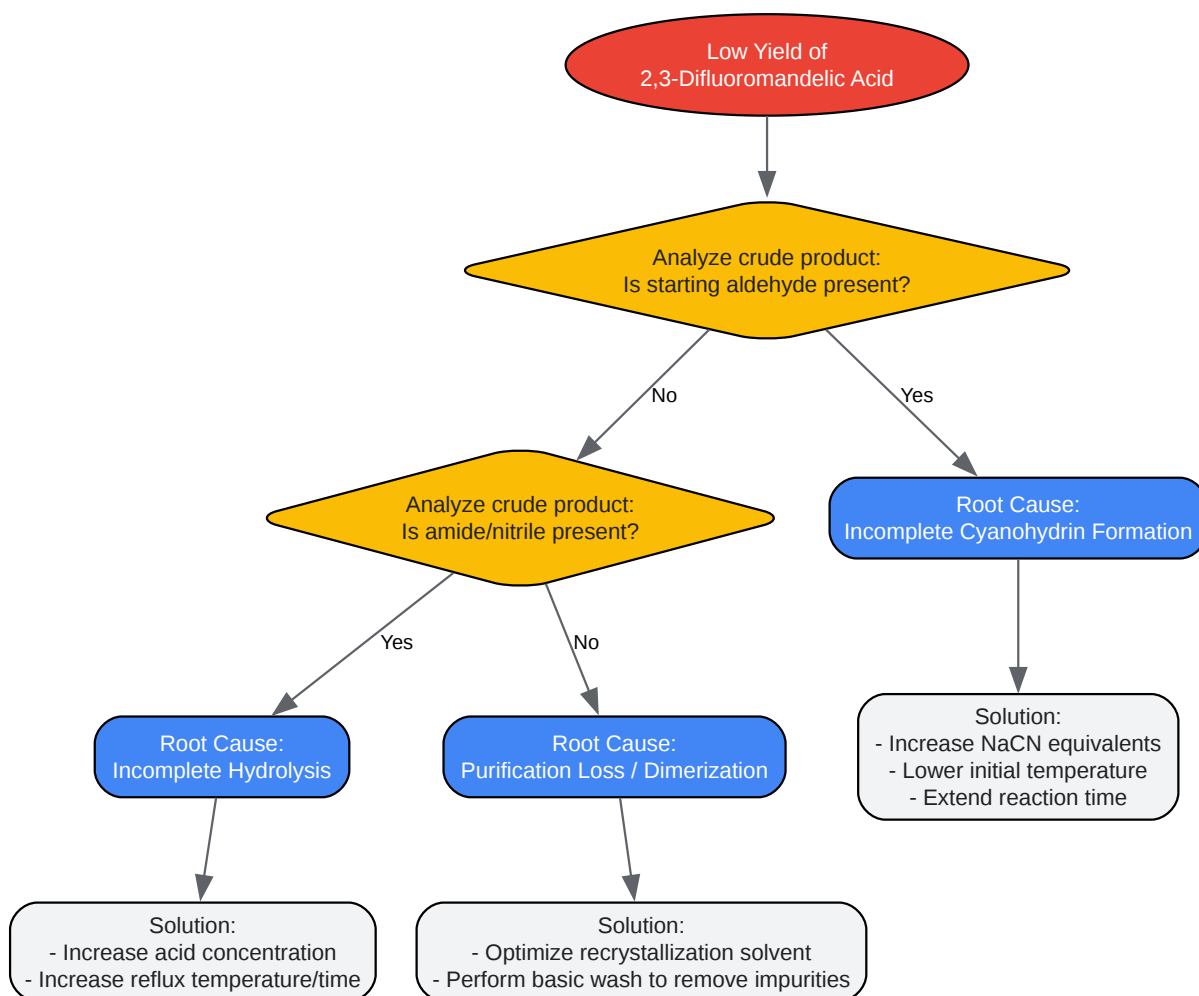 Low Yield of
2,3-Difluoromandelic Acid
Analyze crude product:
Is starting aldehyde present?
No
Yes
Analyze crude product:
Is amide/nitrile present?
Root Cause:
Incomplete Cyanohydrin Formation
Yes
No
Root Cause:
Incomplete Hydrolysis
Root Cause:
Purification Loss / Dimerization
Solution:
- Increase NaCN equivalents
- Lower initial temperature
- Extend reaction time
Solution:
- Increase acid concentration
- Increase reflux temperature/time
Solution:
- Optimize recrystallization solvent
- Perform basic wash to remove impurities